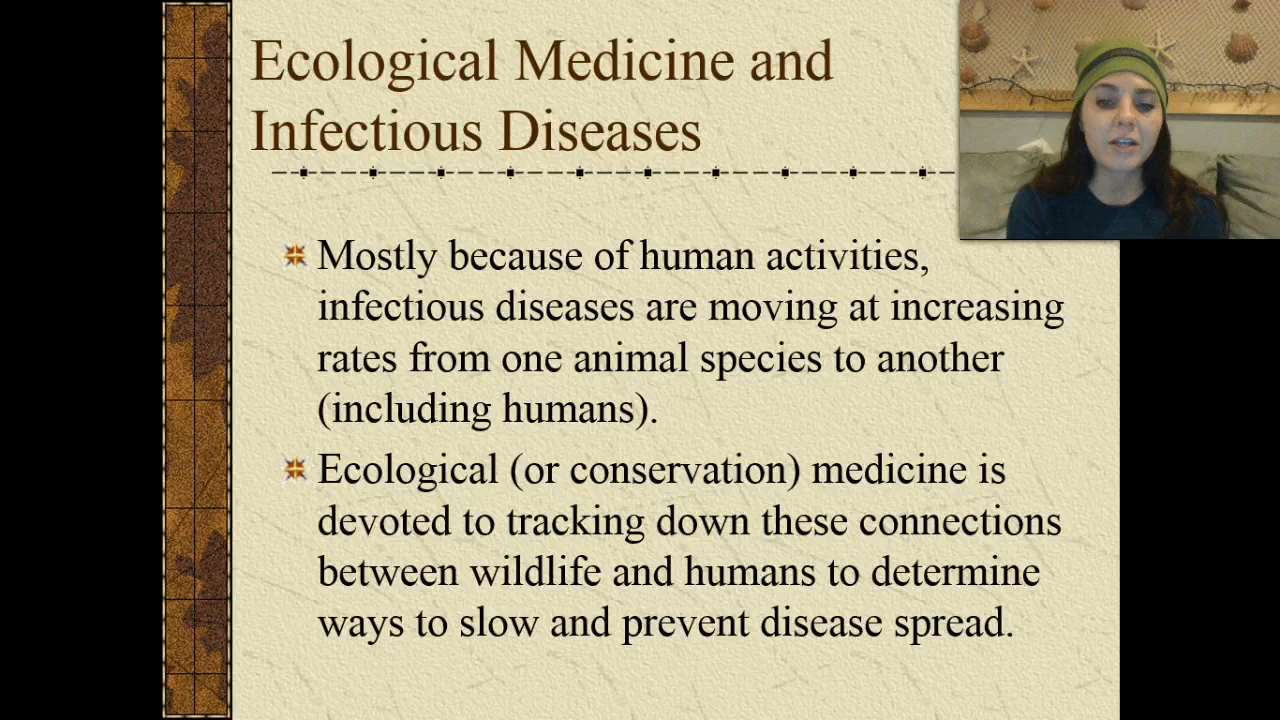 Ecological Medicine and
Infectious Diseases
Mostly because of human activities,
infectious diseases are moving at increasing
rates from one animal species to another
(including humans).
Ecological (or conservation) medicine is
devoted to tracking down these connections
between wildlife and humans to determine
ways to slow and prevent disease spread.